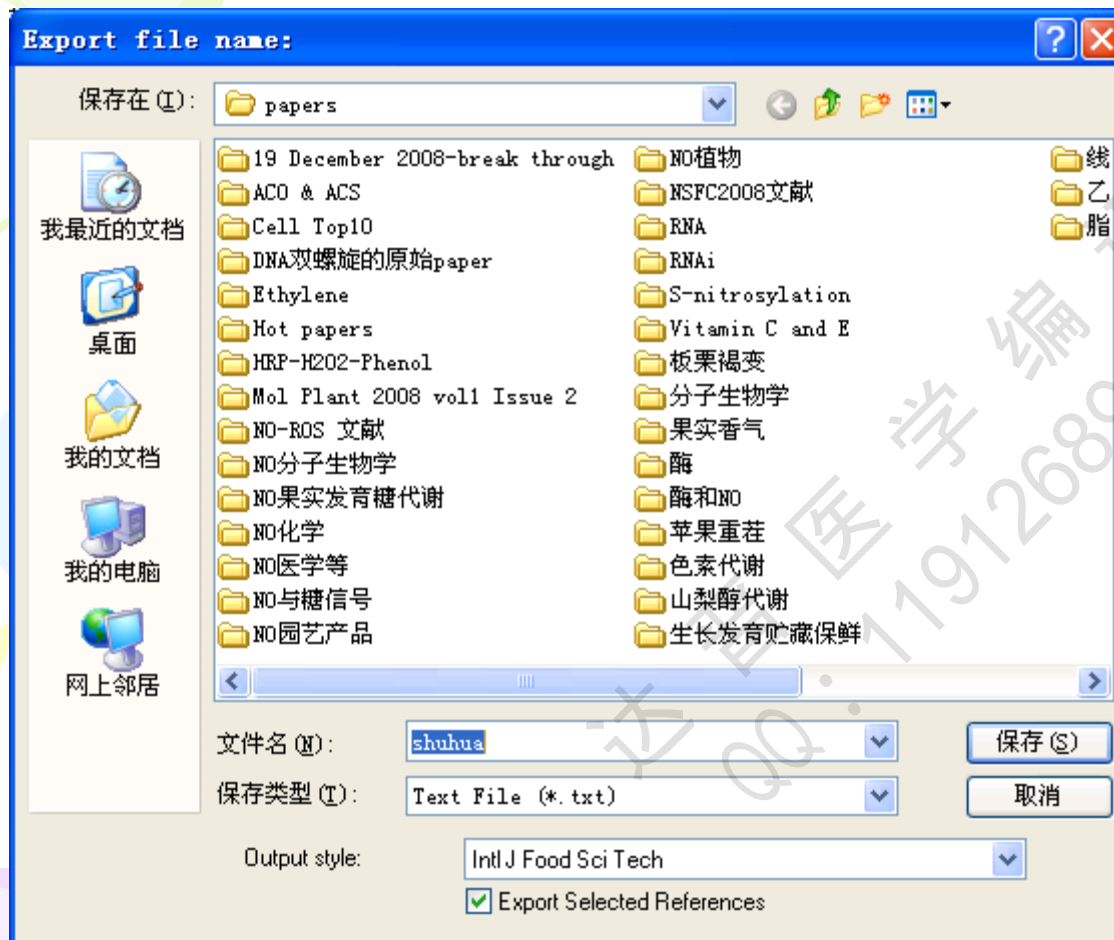 Export file name:
保存在(I):
papers
我最近的文档
桌面
我的文档
我的电脑
网上邻居
19 December 2008-break through
ACO & ACS
Cell Top10
DNA双螺旋的原始paper
Ethylene
Hot papers
HRP-H2O2-Phenol
Mol Plant 2008 vol1 Issue 2
NO-ROS 文献
NO分子生物学
NO果实发育糖代谢
NO化学
NO医学等
NO与糖信号
NO园艺产品
NO植物
NSFC2008文献
RNA
RNAi
S-nitrosylation
Vitamin C and E
板栗褐变
分子生物学
果实香气
酶
酶和NO
苹果重茬
色素代谢
山梨醇代谢
生长发育贮藏保鲜
线
乙
脂
文件名(N):
shuhua
保存(S)
保存类型(T):
Text File (*.txt)
取消
Output style:
Intl J Food Sci Tech
Export Selected References
医学编
QQ:1191268